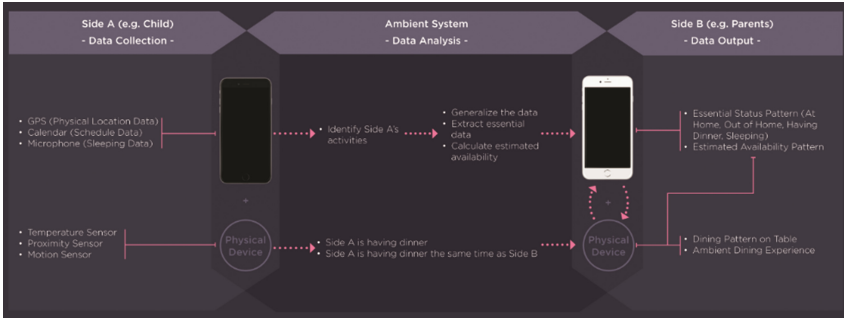 Side A (e.g. Child)
- Data Collection -
Ambient System
- Data Analysis -
Side B (e.g. Parents)
- Data Output -
• GPS (Physical Location Data)
• Calendar (Schedule Data)
• Microphone (Sleeping Data)
• Identify Side A's
activities
• Generalize the data
• Extract essential
data
• Calculate estimated
availability
• Essential Status Pattern (At
Home, Out of Home, Having
Dinner, Sleeping)
• Estimated Availability Pattern
+
+
• Temperature Sensor
• Proximity Sensor
• Motion Sensor
Physical
Device
• Side A is having dinner
• Side A is having dinner the same time as Side B
Physical
Device
• Dining Pattern on Table
• Ambient Dining Experience